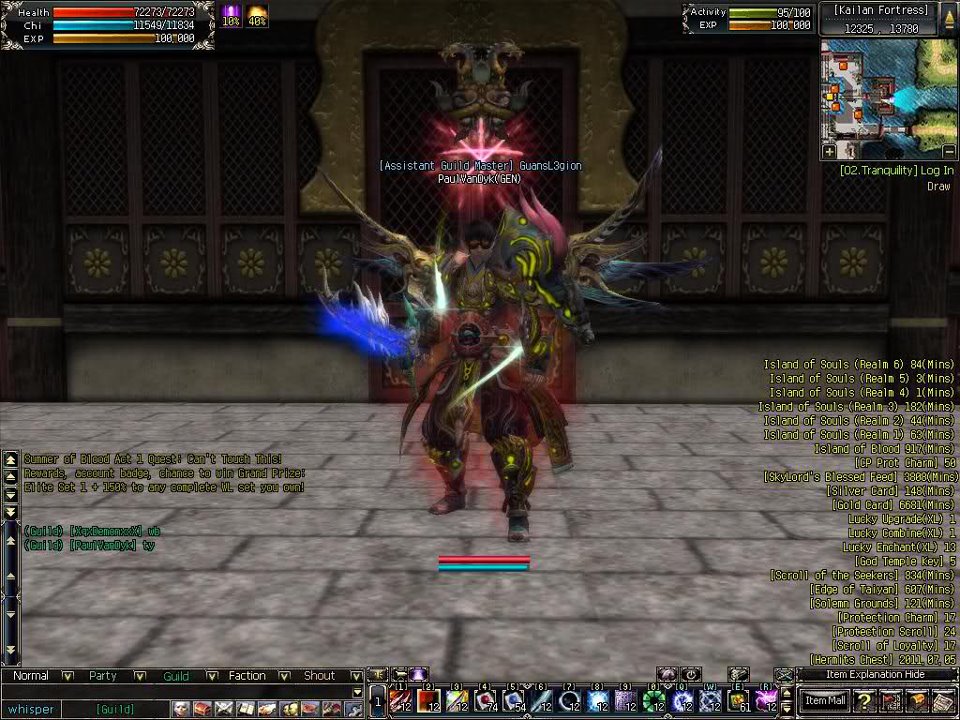 Health 72273/72273
Chi 11549/11834
EXP 100.000
10% 40%
Activity 95/100
EXP 100.000
[Kailan Fortress]
12325 , 13780
[02.Tranquility] Log In
Draw
[Assistant Guild Master] GuansL3gion
PaulVanDyk(GEN)
Island of Souls (Realm 6) 84(Mins)
Island of Souls (Realm 5) 3(Mins)
Island of Souls (Realm 4) 1(Mins)
Island of Souls (Realm 3) 182(Mins)
Island of Souls (Realm 2) 44(Mins)
Island of Souls (Realm 1) 63(Mins)
Island of Blood 917(Mins)
[CP Prot Charm] 50
[SkyLord's Blessed Feed] 3808(Mins)
[Silver Card] 148(Mins)
[Gold Card] 6681(Mins)
Lucky Upgrade(XL) 1
Lucky Combine(XL) 1
Lucky Enchant(XL) 13
[God Temple Key] 5
[Scroll of the Seekers] 834(Mins)
[Edge of Taiyan] 607(Mins)
[Solemn Grounds] 121(Mins)
[Protection Charm] 17
[Protection Scroll] 24
[Scroll of Loyalty] 17
[Hermits Chest] 2011.07.05
Summer of Blood Act 1 Quest: Can't Touch This!
Rewards, account badge, chance to win Grand Prize:
Elite Set 1 + 150% to any complete WL set you own!
(Guild) [XqxDemonxxX] wb
(Guild) [PaulVanDyk] ty
Normal Party Guild Faction Shout
whisper [Guild]
Item Explanation Hide
Item Mall